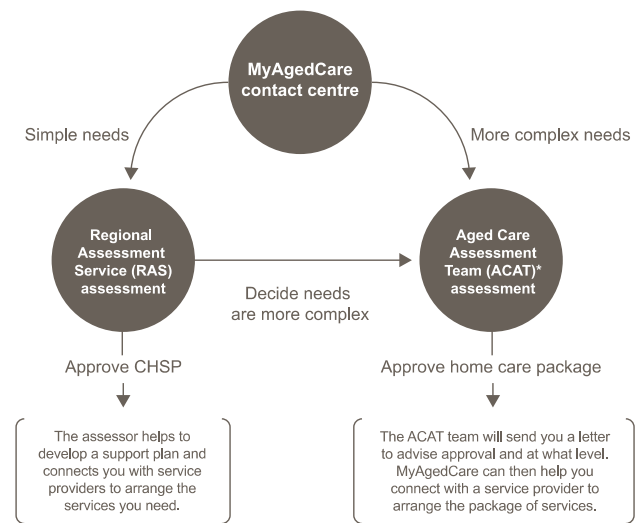 MyAgedCare
contact centre
Simple needs
More complex needs
Regional
Assessment
Service (RAS)
assessment
Aged Care
Assessment
Team (ACAT)*
assessment
Decide needs
are more complex
Approve CHSP
Approve home care package
The assessor helps to
develop a support plan and
connects you with service
providers to arrange the
services you need.
The ACAT team will send you a letter
to advise approval and at what level.
MyAgedCare can then help you
connect with a service provider to
arrange the package of services.